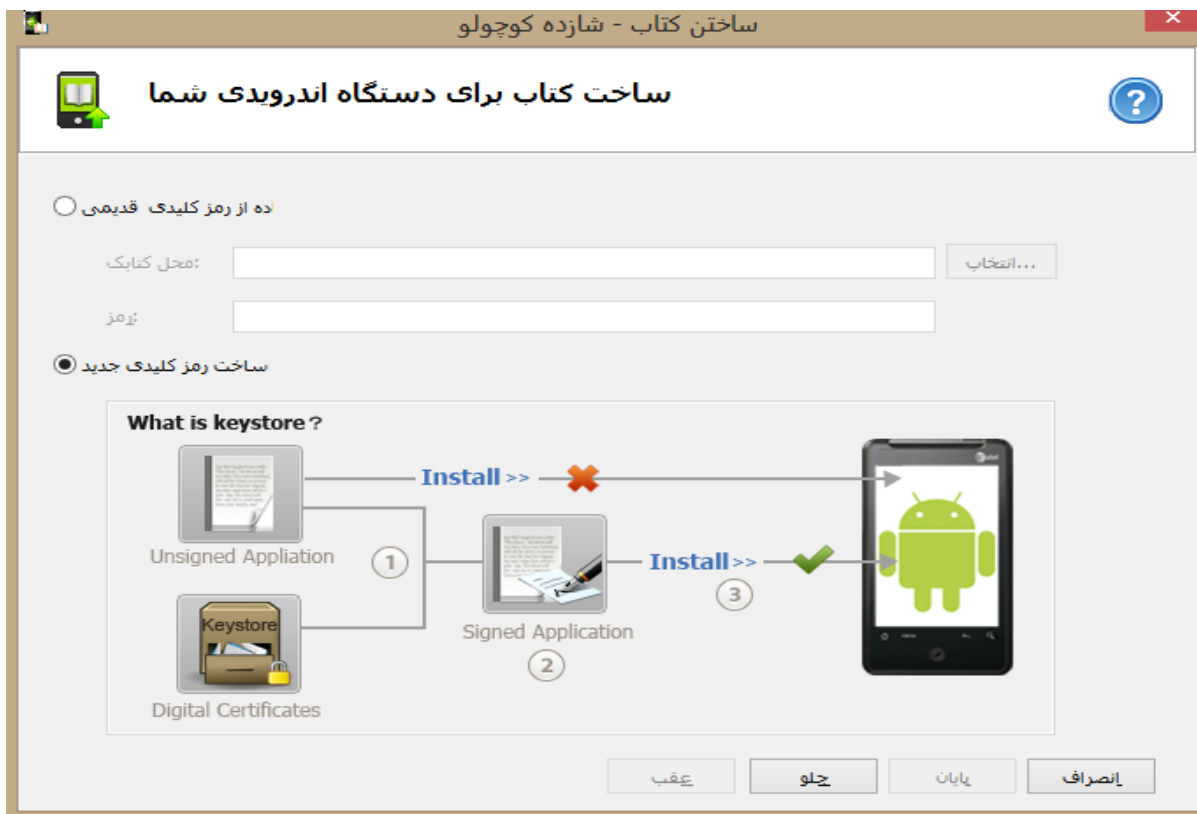 ساختن کتاب - شازده کوچولو
ساخت کتاب برای دستگاه اندرویدی شما
?
اده از رمز کلیدی قدیمی
محل کتابک:
انتخاب...
رمز:
ساخت رمز کلیدی جدید
What is keystore?
Install >>
Unsigned Appliation
1
Install >>
3
Keystore
Signed Application
2
Digital Certificates
عقب
جلو
پایان
انصراف